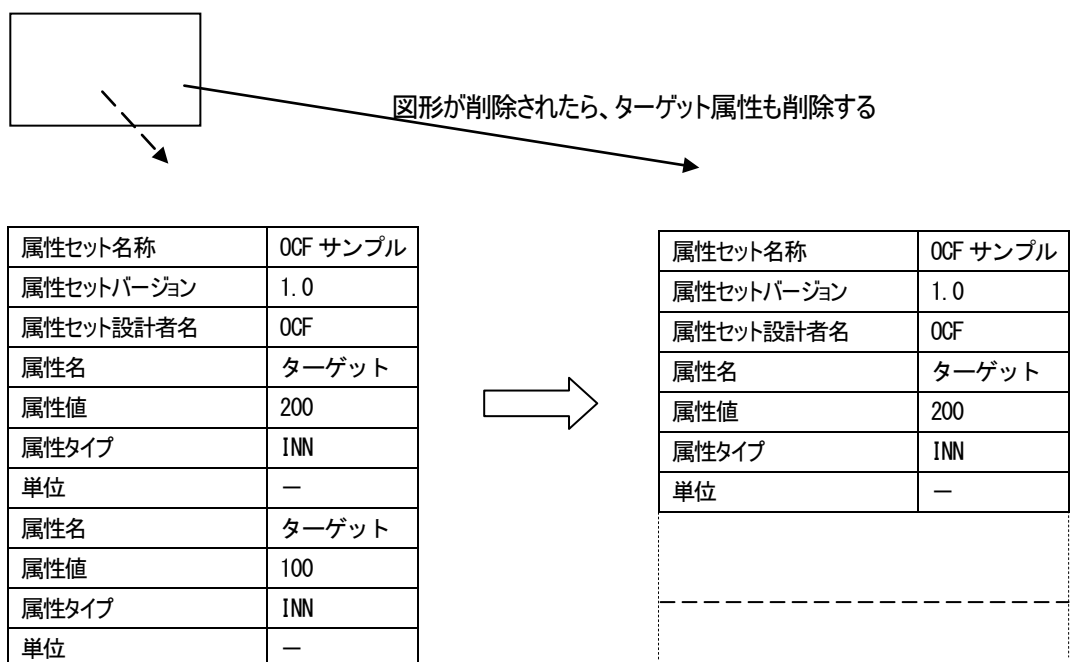 図形が削除されたら、ターゲット属性も削除する
属性セット名称 OCF サンプル
属性セットバージョン 1.0
属性セット設計者名 OCF
属性名 ターゲット
属性値 200
属性タイプ INN
単位 －
属性名 ターゲット
属性値 100
属性タイプ INN
単位 －
属性セット名称 OCF サンプル
属性セットバージョン 1.0
属性セット設計者名 OCF
属性名 ターゲット
属性値 200
属性タイプ INN
単位 －